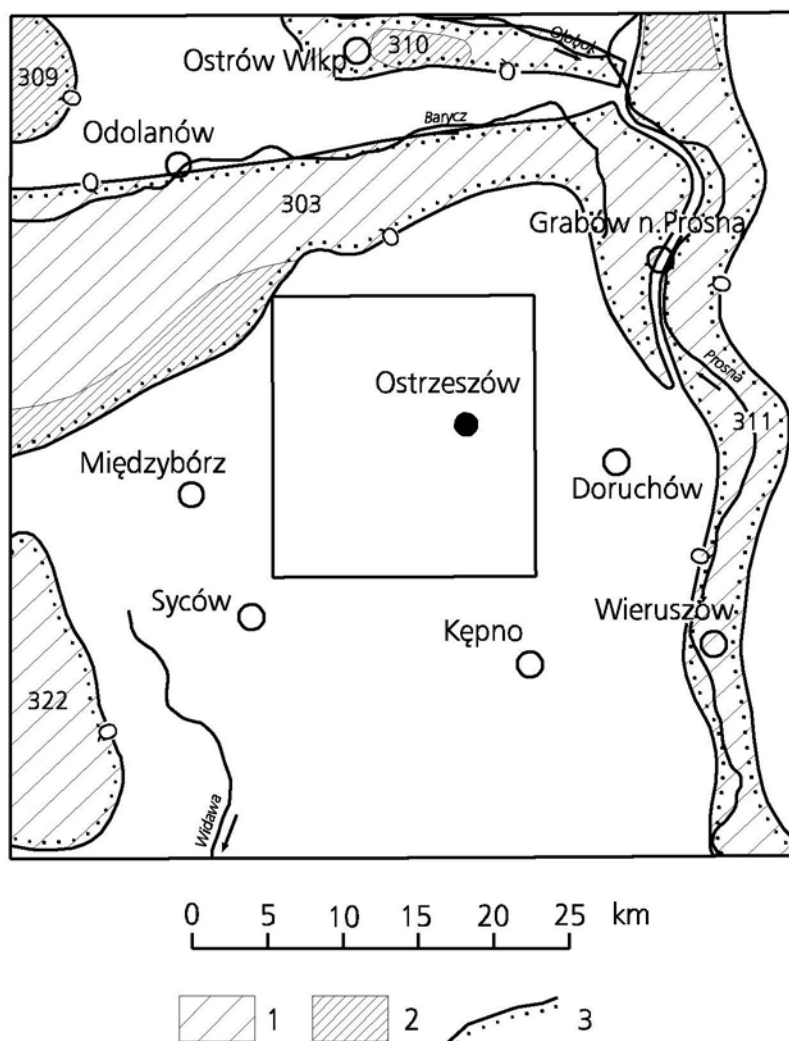 Ołobok
310
Ostrów Wlkp.
309
Q
Q
Odolanów
Barycz
Q
303
Grabów n.Prosną
Q
Q
Ostrzeszów
Prosna
311
Międzybórz
Doruchów
Q
Syców
Wieruszów
Kępno
322
Q
Widawa
0 5 10 15 20 25 km
1 2 3